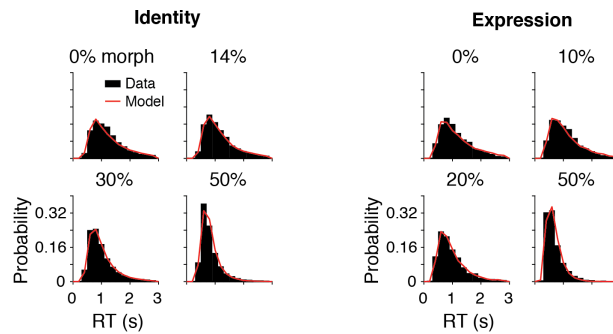 Identity
Expression
0% morph
14%
Data
Model
0%
10%
30%
50%
20%
50%
Probability
0.32
0.16
0
0 1 2 3
RT (s)
Probability
0.32
0.16
0
0 1 2 3
RT (s)